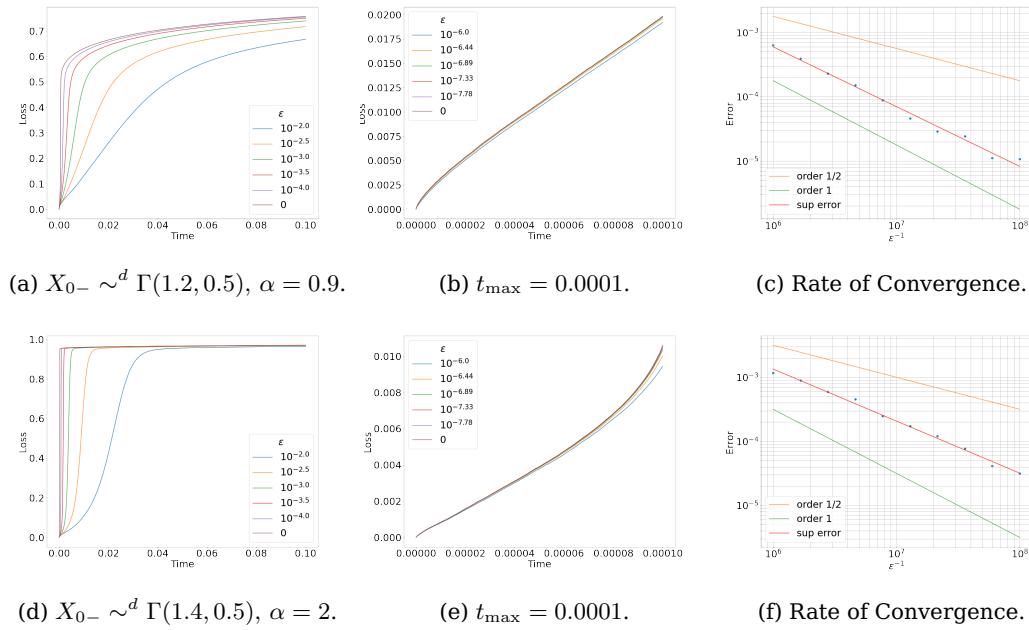 0.7
0.6
0.5
0.4
0.3
0.2
0.1
0.0
Loss
0.00 0.02 0.04 0.06 0.08 0.10
Time
ε
10^{-2.0}
10^{-2.5}
10^{-3.0}
10^{-3.5}
10^{-4.0}
0
0.0200
0.0175
0.0150
0.0125
0.0100
0.0075
0.0050
0.0025
0.0000
Loss
0.00000 0.00002 0.00004 0.00006 0.00008 0.00010
Time
ε
10^{-6.0}
10^{-6.44}
10^{-6.89}
10^{-7.33}
10^{-7.78}
0
10^{-3}
10^{-4}
10^{-5}
Error
10^{6} 10^{7} 10^{8}
ε^{-1}
order 1/2
order 1
sup error
(a) X_{0−} ∼^d Γ(1.2, 0.5), α = 0.9.
(b) t_{max} = 0.0001.
(c) Rate of Convergence.
1.0
0.8
0.6
0.4
0.2
0.0
Loss
0.00 0.02 0.04 0.06 0.08 0.10
Time
ε
10^{-2.0}
10^{-2.5}
10^{-3.0}
10^{-3.5}
10^{-4.0}
0
0.010
0.008
0.006
0.004
0.002
0.000
Loss
0.00000 0.00002 0.00004 0.00006 0.00008 0.00010
Time
ε
10^{-6.0}
10^{-6.44}
10^{-6.89}
10^{-7.33}
10^{-7.78}
0
10^{-3}
10^{-4}
10^{-5}
Error
10^{6} 10^{7} 10^{8}
ε^{-1}
order 1/2
order 1
sup error
(d) X_{0−} ∼^d Γ(1.4, 0.5), α = 2.
(e) t_{max} = 0.0001.
(f) Rate of Convergence.